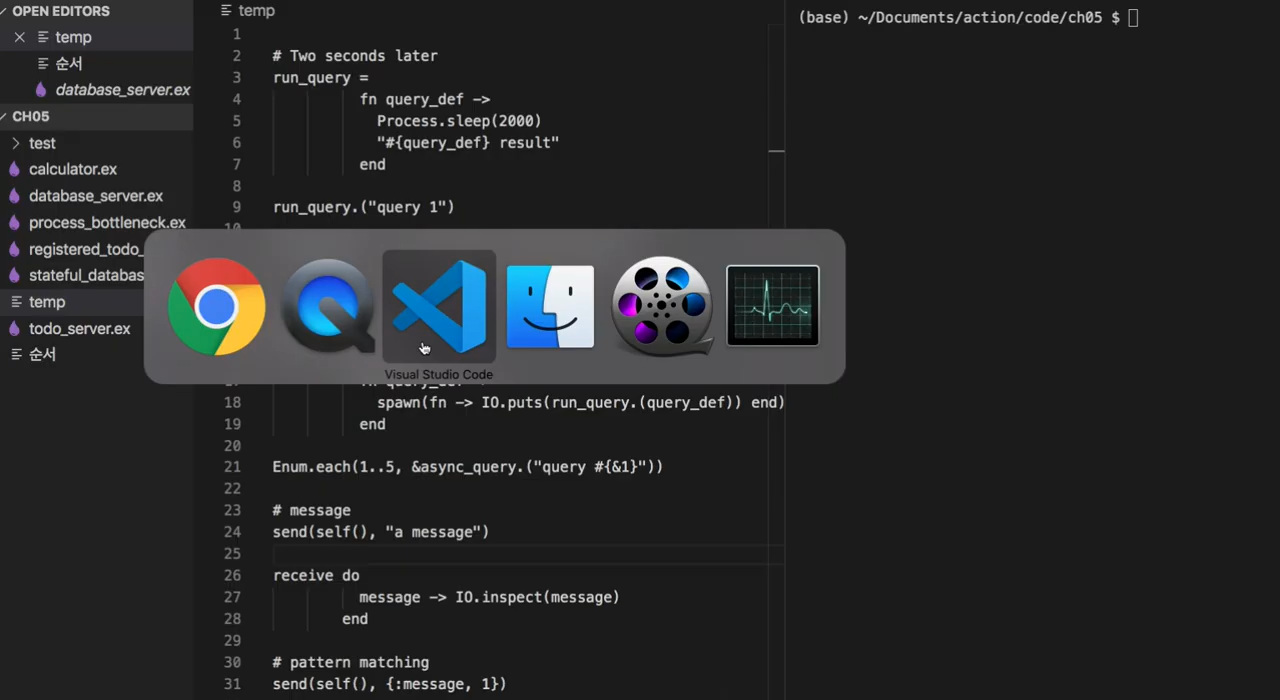 OPEN EDITORS
temp
순서
database_server.ex
CH05
test
calculator.ex
database_server.ex
process_bottleneck.ex
registered_todo_
stateful_databas
temp
todo_server.ex
순서
temp
1
2 # Two seconds later
3 run_query =
4 fn query_def ->
5 Process.sleep(2000)
6 "#{query_def} result"
7 end
8
9 run_query.("query 1")
10
Visual Studio Code
18 spawn(fn -> IO.puts(run_query.(query_def)) end)
19 end
20
21 Enum.each(1..5, &async_query.("query #{&1}"))
22
23 # message
24 send(self(), "a message")
25
26 receive do
27 message -> IO.inspect(message)
28 end
29
30 # pattern matching
31 send(self(), {:message, 1})
(base) ~/Documents/action/code/ch05 $